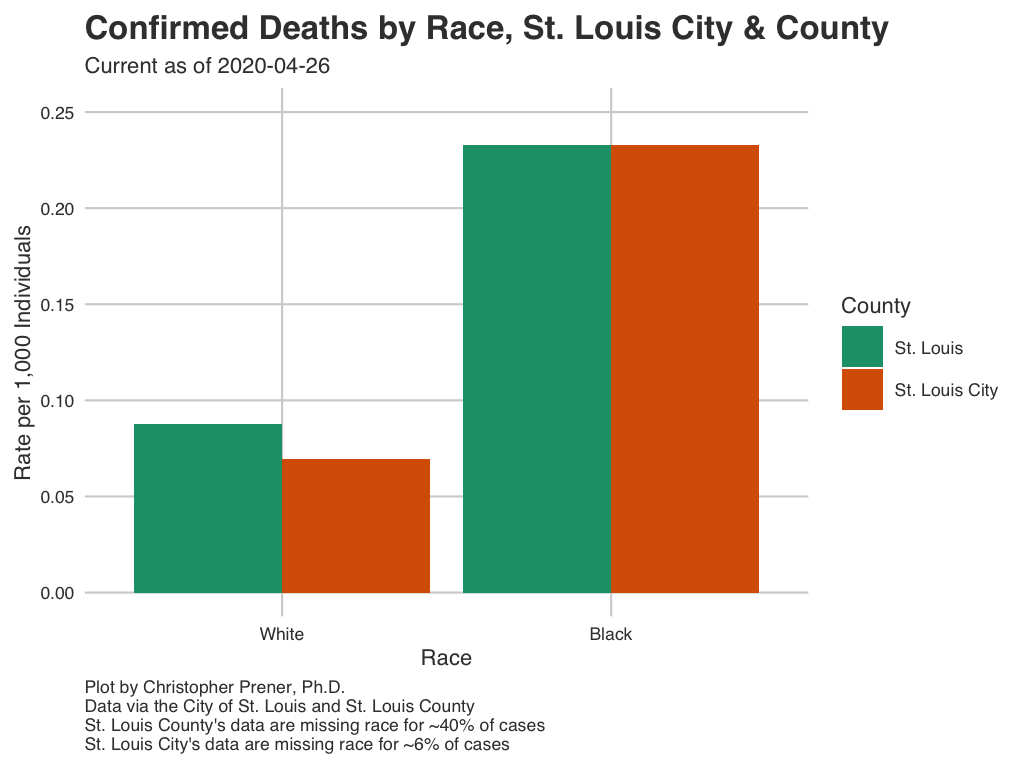 Confirmed Deaths by Race, St. Louis City & County
Current as of 2020-04-26
Rate per 1,000 Individuals
0.25
0.20
0.15
0.10
0.05
0.00
White
Black
Race
County
St. Louis
St. Louis City
Plot by Christopher Prener, Ph.D.
Data via the City of St. Louis and St. Louis County
St. Louis County's data are missing race for ~40% of cases
St. Louis City's data are missing race for ~6% of cases